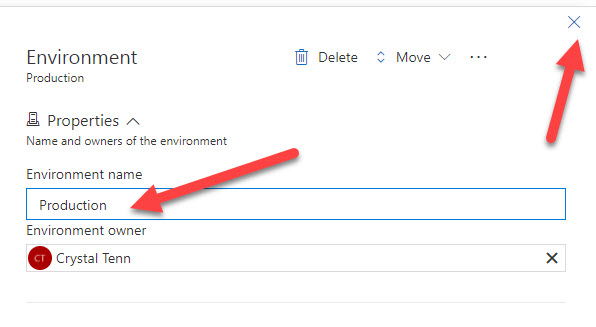 Environment
Delete
Move
Production
Properties
Name and owners of the environment
Environment name
Production
Environment owner
CT Crystal Tenn